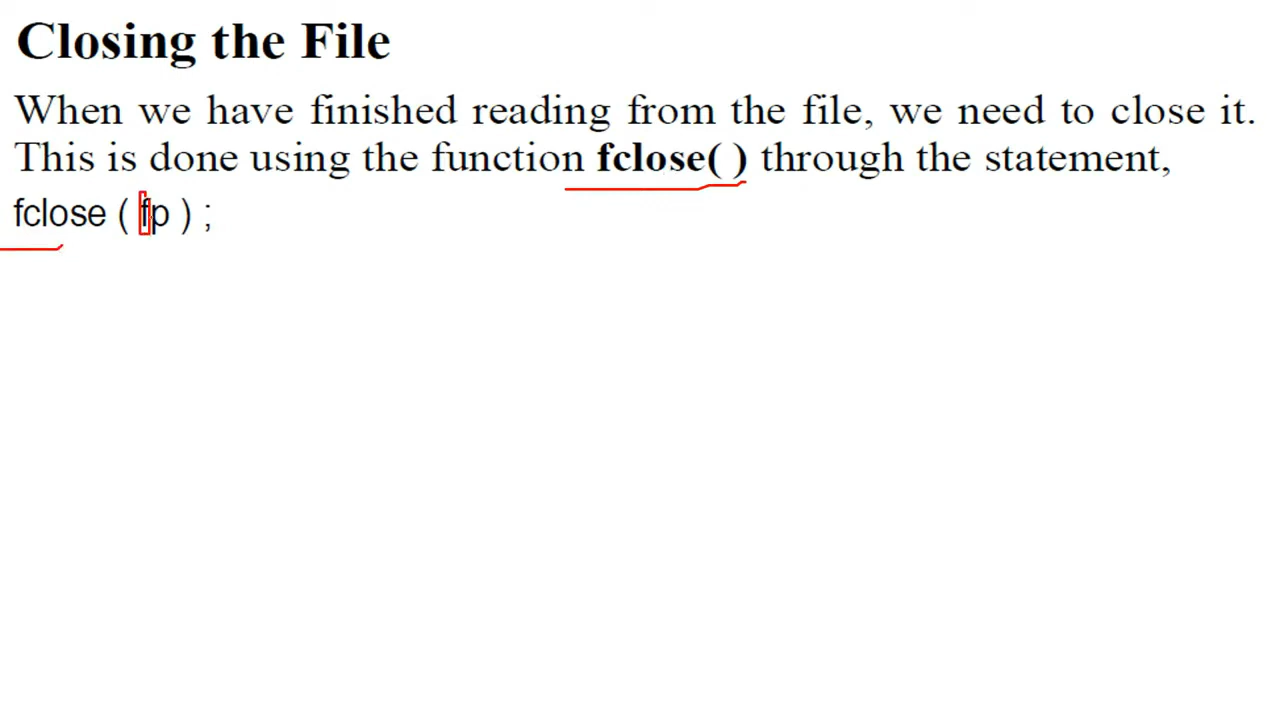 Closing the File
When we have finished reading from the file, we need to close it.
This is done using the function fclose( ) through the statement,
fclose ( fp ) ;